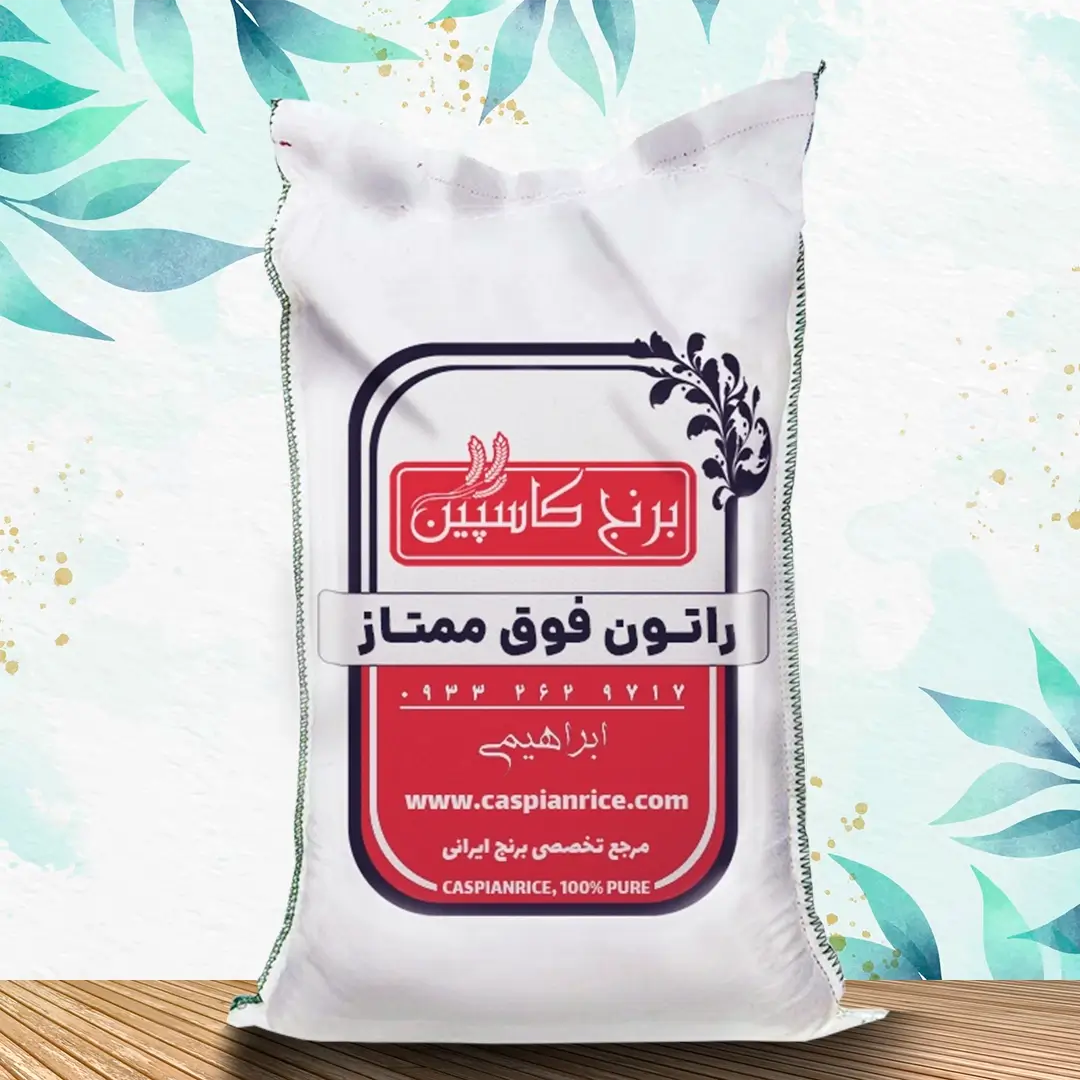 برنج کاسپین
راتون فوق ممتاز
۰۹۳۳ ۲۶۲ ۹۷۱۷
ابراهیمی
www.caspianrice.com
مرجع تخصصی برنج ایرانی
CASPIANRICE, 100% PURE